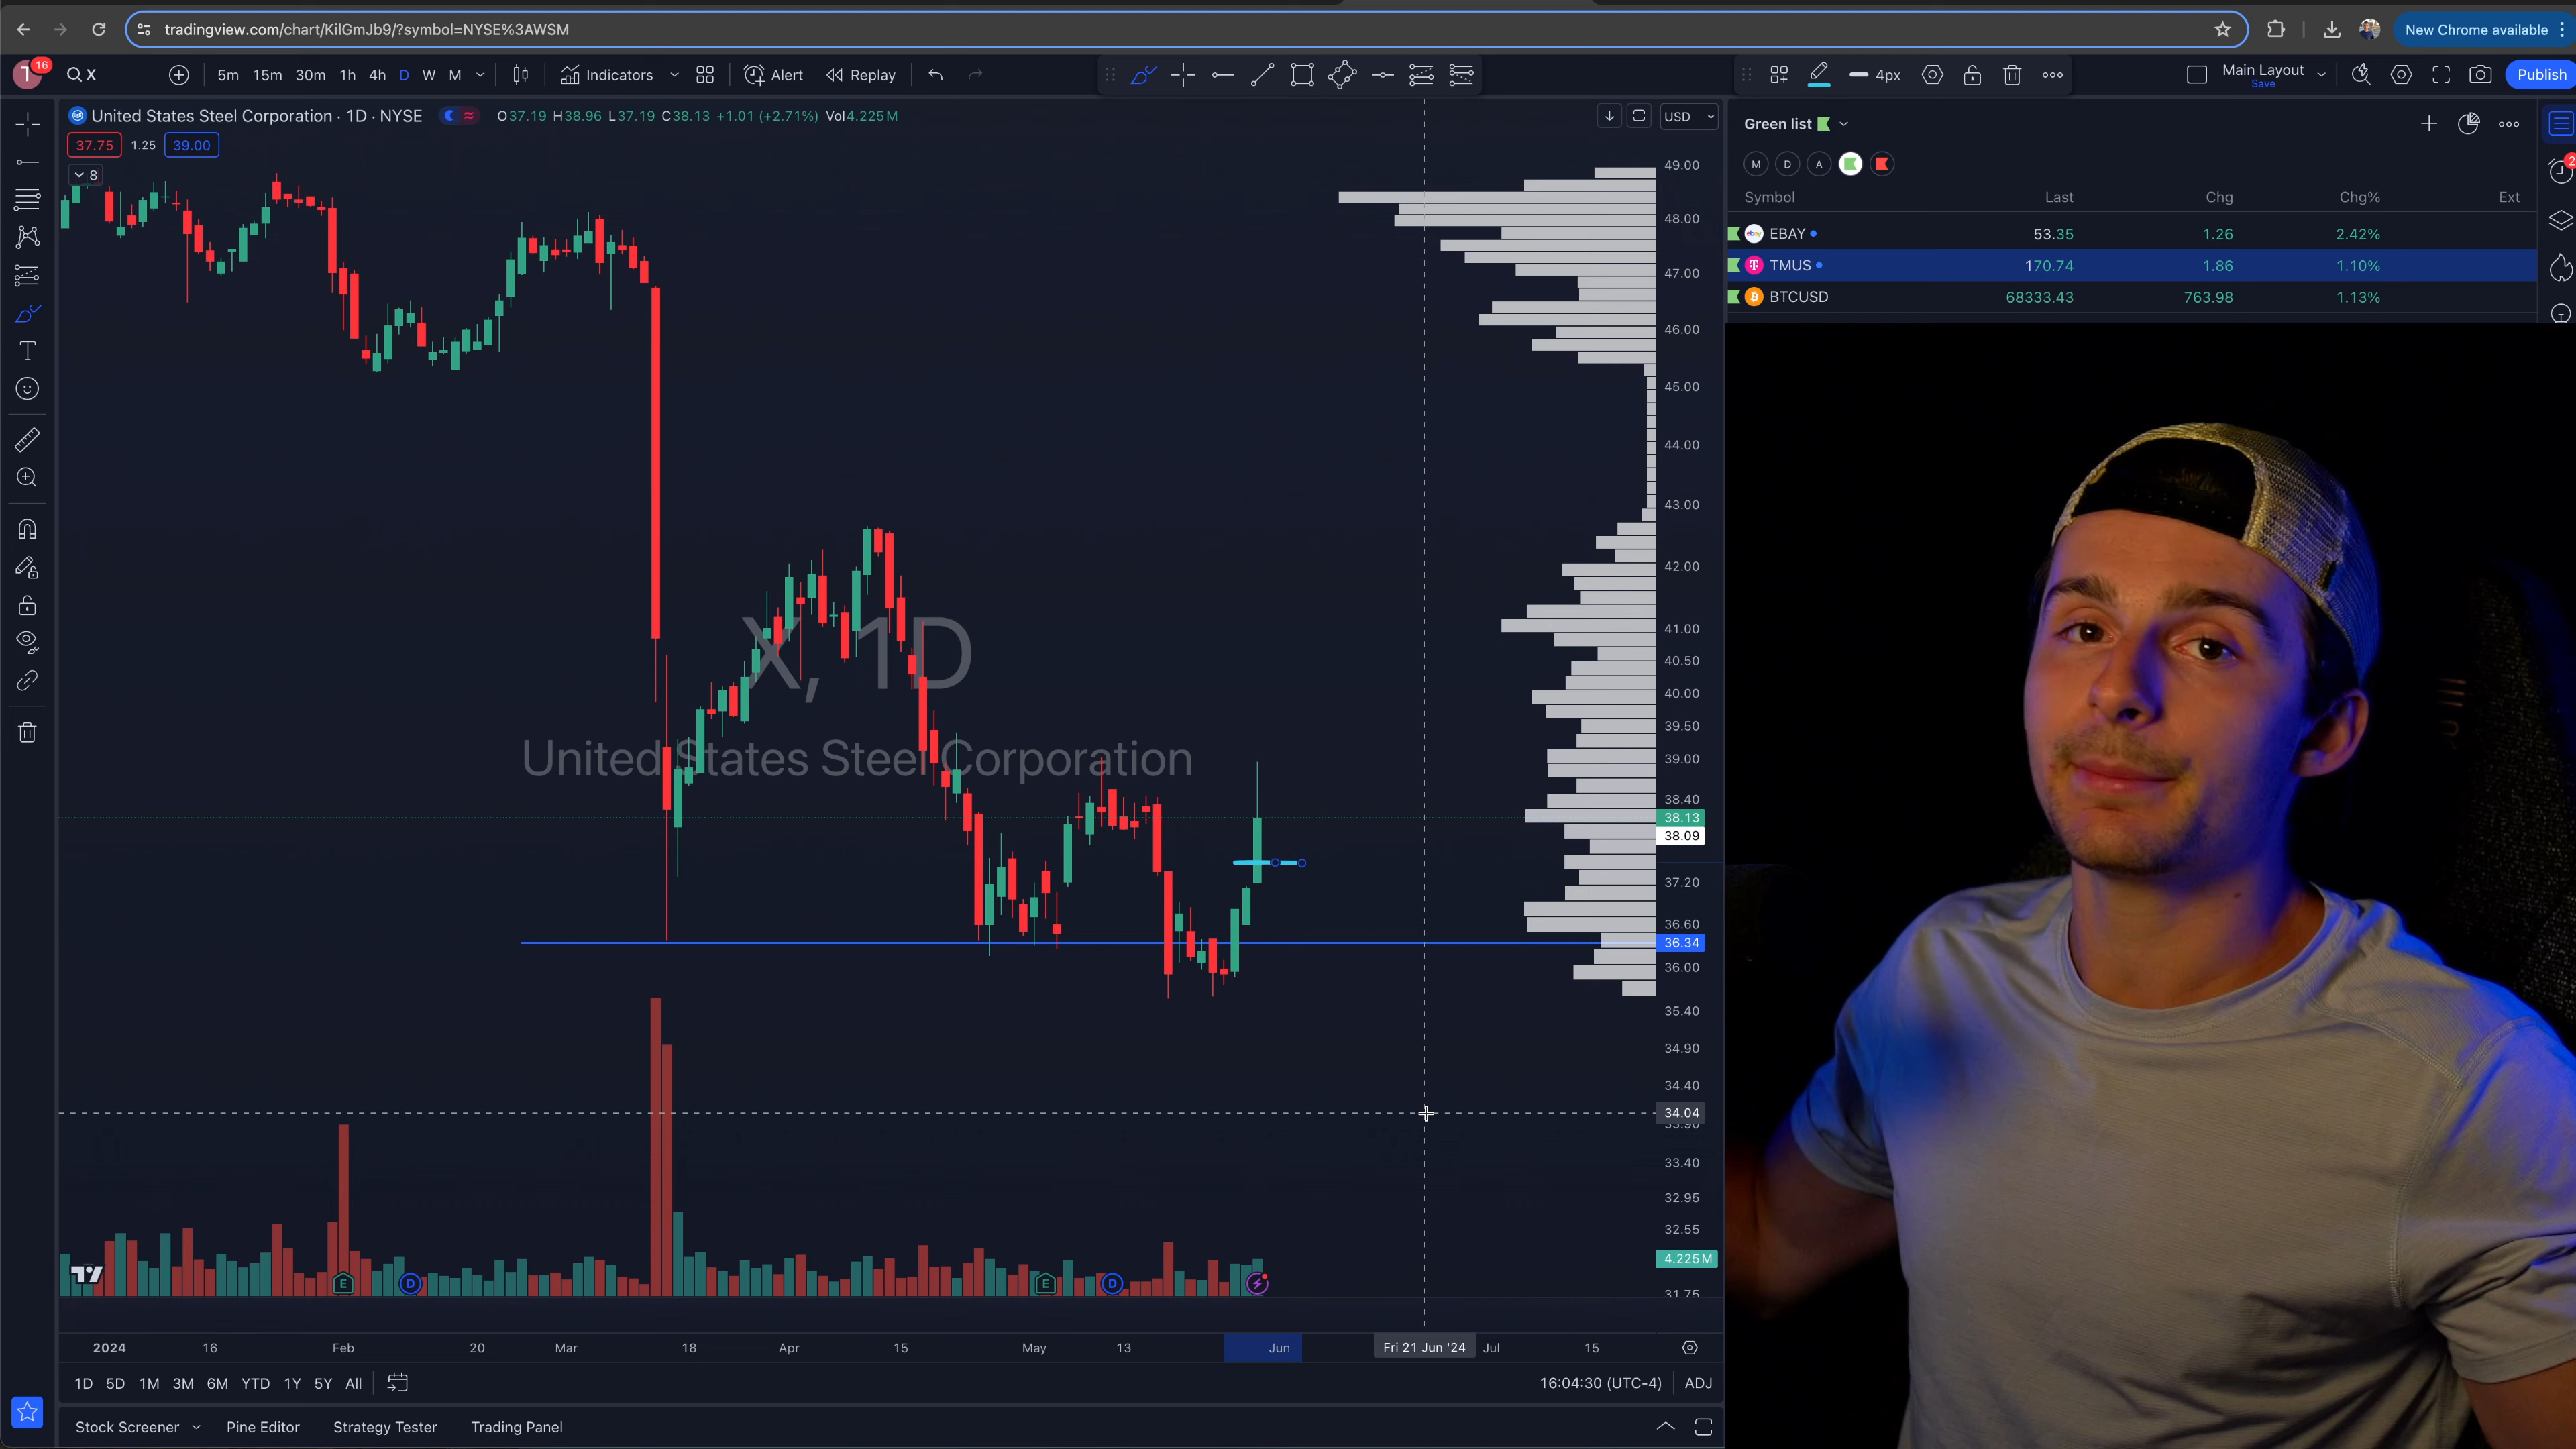 tradingview.com/chart/KilGmJb9/?symbol=NYSE%3AWSM
New Chrome available
16
X
5m 15m 30m 1h 4h D W M
Indicators
Alert
Replay
4px
Main Layout
Save
Publish
United States Steel Corporation · 1D · NYSE
O37.19 H38.96 L37.19 C38.13 +1.01 (+2.71%) Vol4.225M
USD
37.75 1.25 39.00
8
Green list
M D A
Symbol Last Chg Chg% Ext
EBAY 53.35 1.26 2.42%
TMUS 170.74 1.86 1.10%
BTCUSD 68333.43 763.98 1.13%
2
49.00
48.00
47.00
46.00
45.00
44.00
43.00
42.00
41.00
40.50
40.00
39.50
39.00
38.40
38.13
38.09
37.20
36.60
36.34
36.00
35.40
34.90
34.40
34.04
33.90
33.40
32.95
32.55
4.225M
31.75
X, 1D
United States Steel Corporation
E D E D
2024 16 Feb 20 Mar 18 Apr 15 May 13 Jun Fri 21 Jun '24 Jul 15
1D 5D 1M 3M 6M YTD 1Y 5Y All
16:04:30 (UTC-4) ADJ
Stock Screener Pine Editor Strategy Tester Trading Panel